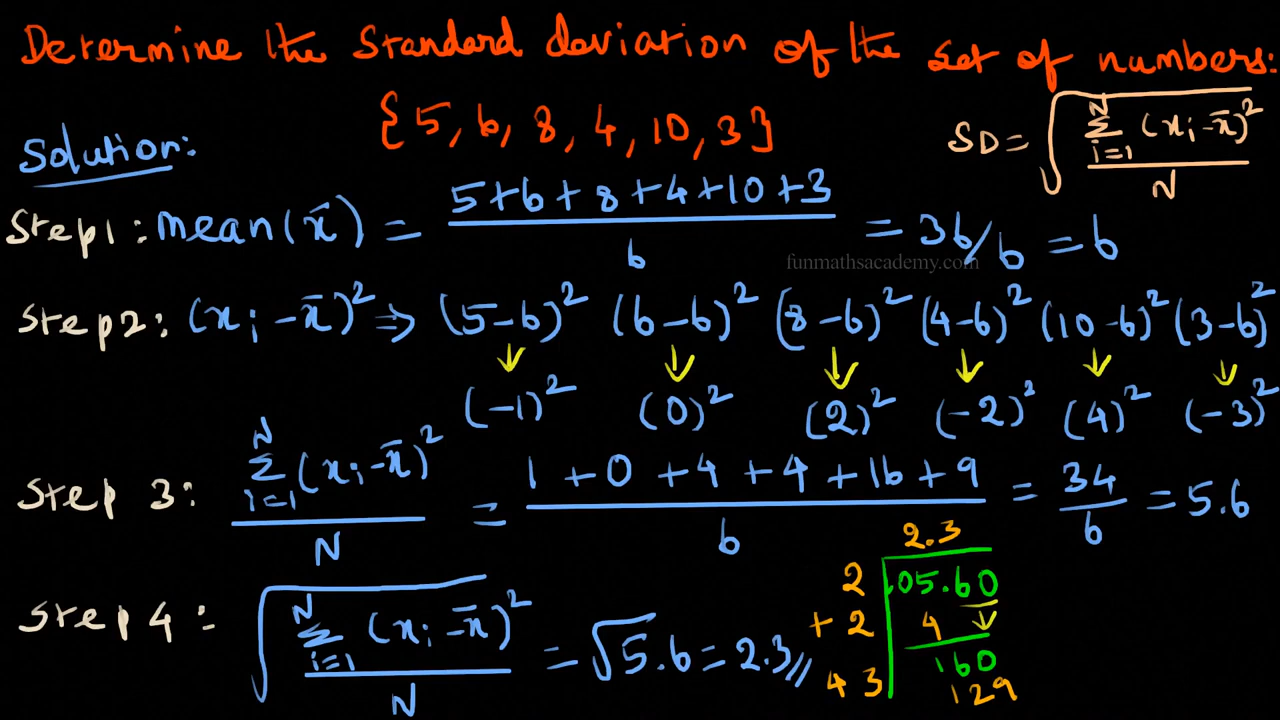 Determine the standard deviation of the set of numbers:
{5, 6, 8, 4, 10, 3}
SD = √(Σ_{i=1}^{N} (xᵢ - x̄)² / N)
Solution:
Step1: mean(x̄) = (5+6+8+4+10+3) / 6 = 36/6 = 6
funmathsacademy.com
Step2: (xᵢ - x̄)² ⇒ (5-6)² (6-6)² (8-6)² (4-6)² (10-6)² (3-6)²
↓ ↓ ↓ ↓ ↓ ↓
(-1)² (0)² (2)² (-2)² (4)² (-3)²
Step 3: Σ_{i=1}^{N} (xᵢ - x̄)² / N = (1+0+4+4+16+9) / 6 = 34/6 = 5.6
Step 4: √(Σ_{i=1}^{N} (xᵢ - x̄)² / N) = √5.6 = 2.3//
2.3
2 05.60
+2 4 ↓
43 160
129